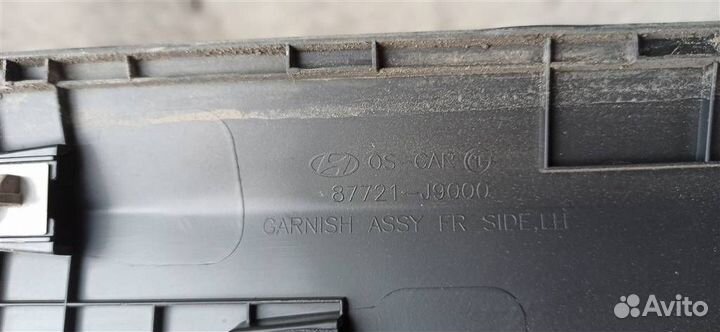 OS-CAR
87721-J9000
GARNISH ASSY FR SIDE,LH
Avito